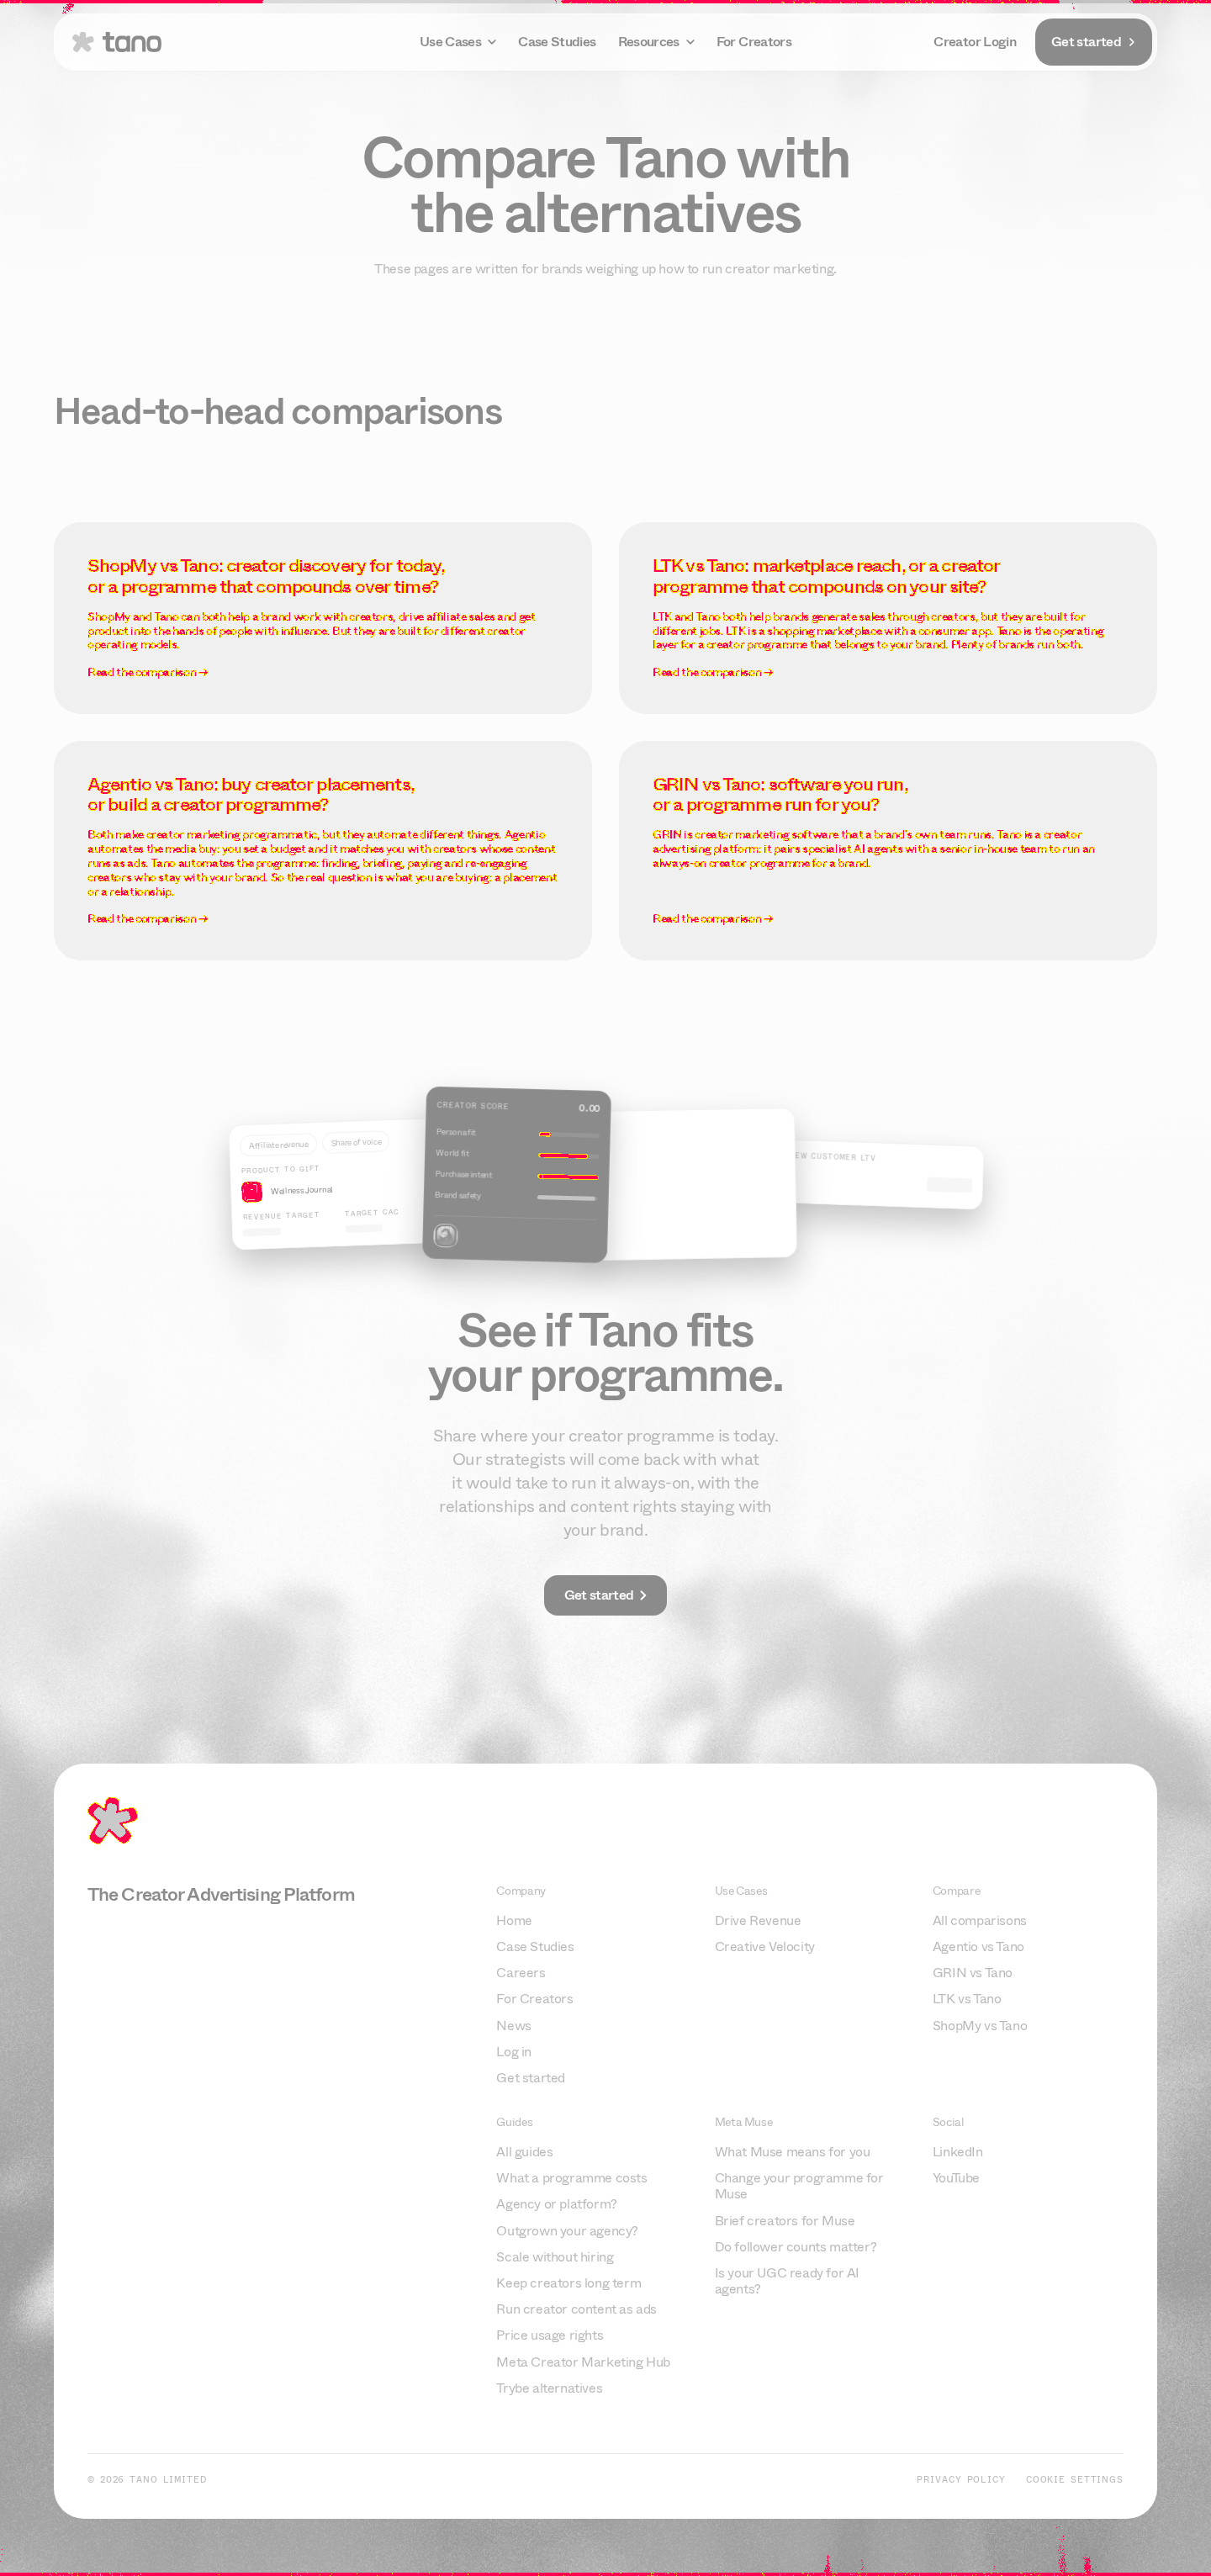 tano
Use Cases
Case Studies
Resources
For Creators
Creator Login
Get started
Compare Tano with
the alternatives
These pages are written for brands weighing up how to run creator marketing.
Head-to-head comparisons
ShopMy vs Tano: creator discovery for today,
or a programme that compounds over time?
ShopMy and Tano can both help a brand work with creators, drive affiliate sales and get
product into the hands of people with influence. But they are built for different creator
operating models.
Read the comparison →
LTK vs Tano: marketplace reach, or a creator
programme that compounds on your site?
LTK and Tano both help brands generate sales through creators, but they are built for
different jobs. LTK is a shopping marketplace with a consumer app. Tano is the operating
layer for a creator programme that belongs to your brand. Plenty of brands run both.
Read the comparison →
Agentio vs Tano: buy creator placements,
or build a creator programme?
Both make creator marketing programmatic, but they automate different things. Agentio
automates the media buy: you set a budget and it matches you with creators whose content
runs as ads. Tano automates the programme: finding, briefing, paying and re-engaging
creators who stay with your brand. So the real question is what you are buying: a placement
or a relationship.
Read the comparison →
GRIN vs Tano: software you run,
or a programme run for you?
GRIN is creator marketing software that a brand's own team runs. Tano is a creator
advertising platform: it pairs specialist AI agents with a senior in-house team to run an
always-on creator programme for a brand.
Read the comparison →
Affiliate revenue
Share of voice
PRODUCT TO GIFT
Wellness Journal
REVENUE TARGET
TARGET CAC
CREATOR SCORE
0.00
Persona fit
World fit
Purchase intent
Brand safety
EW CUSTOMER LTV
See if Tano fits
your programme.
Share where your creator programme is today.
Our strategists will come back with what
it would take to run it always-on, with the
relationships and content rights staying with
your brand.
Get started
The Creator Advertising Platform
Company
Home
Case Studies
Careers
For Creators
News
Log in
Get started
Use Cases
Drive Revenue
Creative Velocity
Compare
All comparisons
Agentio vs Tano
GRIN vs Tano
LTK vs Tano
ShopMy vs Tano
Guides
All guides
What a programme costs
Agency or platform?
Outgrown your agency?
Scale without hiring
Keep creators long term
Run creator content as ads
Price usage rights
Meta Creator Marketing Hub
Trybe alternatives
Meta Muse
What Muse means for you
Change your programme for
Muse
Brief creators for Muse
Do follower counts matter?
Is your UGC ready for AI
agents?
Social
LinkedIn
YouTube
© 2026 TANO LIMITED
PRIVACY POLICY
COOKIE SETTINGS